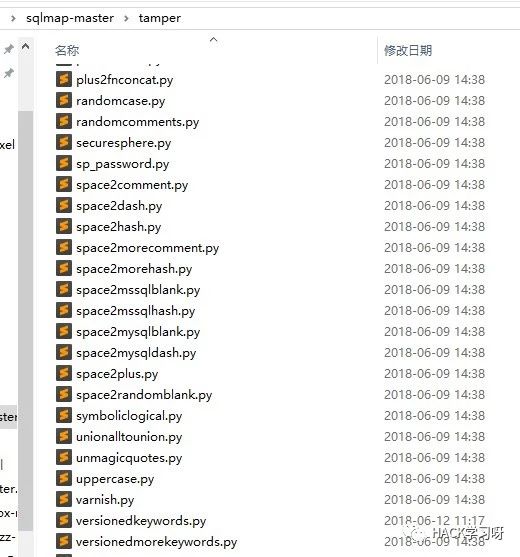 sqlmap-master > tamper
名称 修改日期
plus2fnconcat.py 2018-06-09 14:38
randomcase.py 2018-06-09 14:38
randomcomments.py 2018-06-09 14:38
securesphere.py 2018-06-09 14:38
sp_password.py 2018-06-09 14:38
space2comment.py 2018-06-09 14:38
space2dash.py 2018-06-09 14:38
space2hash.py 2018-06-09 14:38
space2morecomment.py 2018-06-09 14:38
space2morehash.py 2018-06-09 14:38
space2mssqlblank.py 2018-06-09 14:38
space2mssqlhash.py 2018-06-09 14:38
space2mysqlblank.py 2018-06-09 14:38
space2mysqldash.py 2018-06-09 14:38
space2plus.py 2018-06-09 14:38
space2randomblank.py 2018-06-09 14:38
symboliclogical.py 2018-06-09 14:38
unionalltounion.py 2018-06-09 14:38
unmagicquotes.py 2018-06-09 14:38
uppercase.py 2018-06-09 14:38
varnish.py 2018-06-09 14:38
versionedkeywords.py 2018-06-12 11:17
versionedmorekeywords.py 2018-06-09 14:38
HACK学习呀